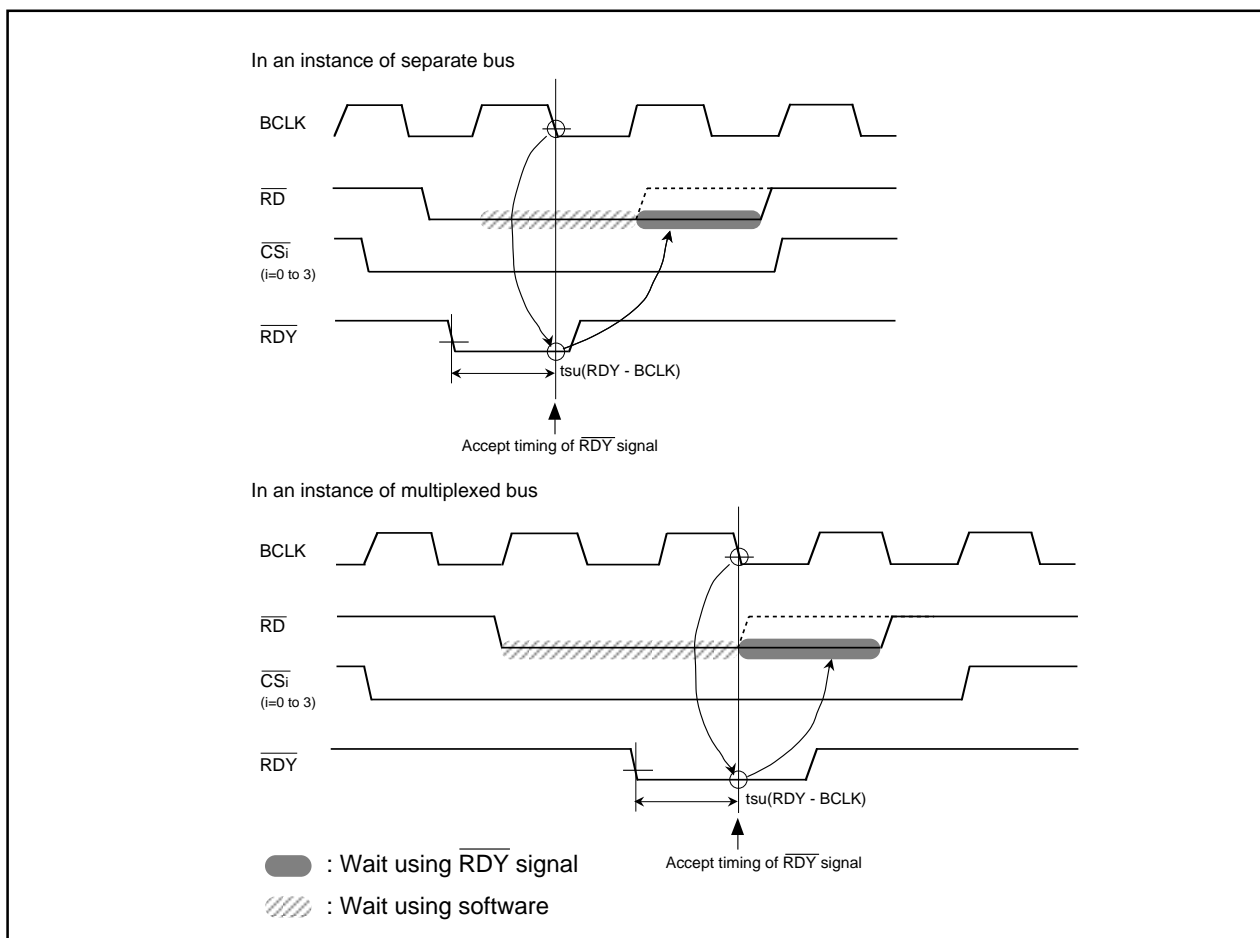 In an instance of separate bus
BCLK
RD
CSi
(i=0 to 3)
RDY
tsu(RDY - BCLK)
Accept timing of RDY signal
In an instance of multiplexed bus
BCLK
RD
CSi
(i=0 to 3)
RDY
tsu(RDY - BCLK)
Accept timing of RDY signal
: Wait using RDY signal
: Wait using software